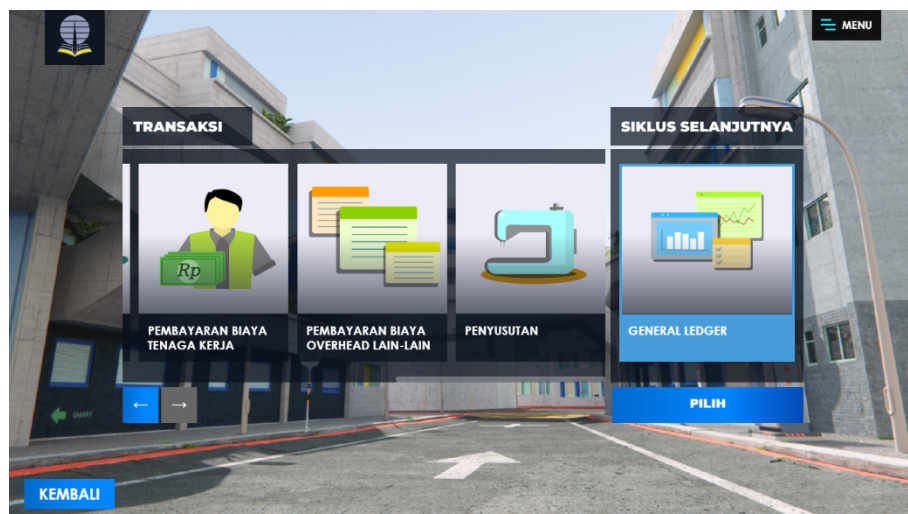 MENU
TRANSAKSI
SIKLUS SELANJUTNYA
Rp
PEMBAYARAN BIAYA
TENAGA KERJA
PEMBAYARAN BIAYA
OVERHEAD LAIN-LAIN
PENYUSUTAN
GENERAL LEDGER
← →
PILIH
SMART
KEMBALI